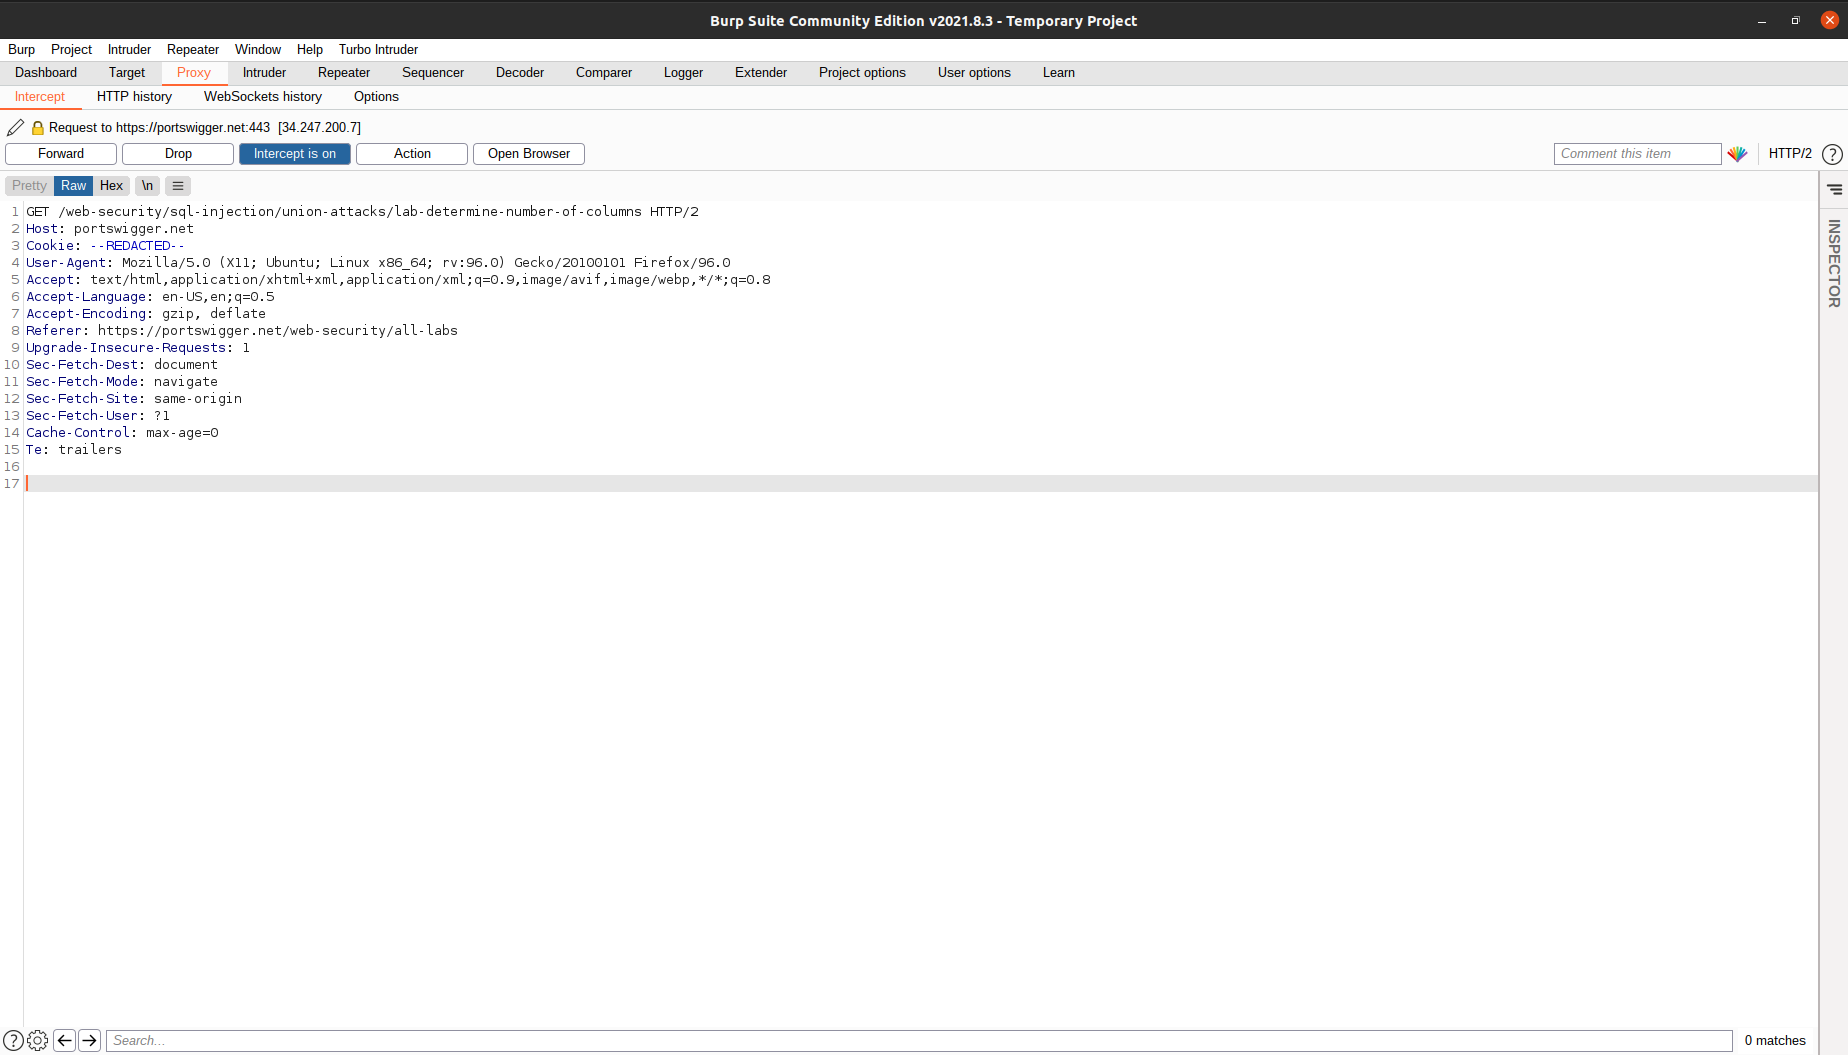 Burp Suite Community Edition v2021.8.3 - Temporary Project
Burp Project Intruder Repeater Window Help Turbo Intruder
Dashboard Target Proxy Intruder Repeater Sequencer Decoder Comparer Logger Extender Project options User options Learn
Intercept HTTP history WebSockets history Options
Request to https://portswigger.net:443 [34.247.200.7]
Forward Drop Intercept is on Action Open Browser Comment this item HTTP/2 ?
Pretty Raw Hex \n
1 GET /web-security/sql-injection/union-attacks/lab-determine-number-of-columns HTTP/2
2 Host: portswigger.net
3 Cookie: --REDACTED--
4 User-Agent: Mozilla/5.0 (X11; Ubuntu; Linux x86_64; rv:96.0) Gecko/20100101 Firefox/96.0
5 Accept: text/html,application/xhtml+xml,application/xml;q=0.9,image/avif,image/webp,*/*;q=0.8
6 Accept-Language: en-US,en;q=0.5
7 Accept-Encoding: gzip, deflate
8 Referer: https://portswigger.net/web-security/all-labs
9 Upgrade-Insecure-Requests: 1
10 Sec-Fetch-Dest: document
11 Sec-Fetch-Mode: navigate
12 Sec-Fetch-Site: same-origin
13 Sec-Fetch-User: ?1
14 Cache-Control: max-age=0
15 Te: trailers
16
17
INSPECTOR
? Search... 0 matches